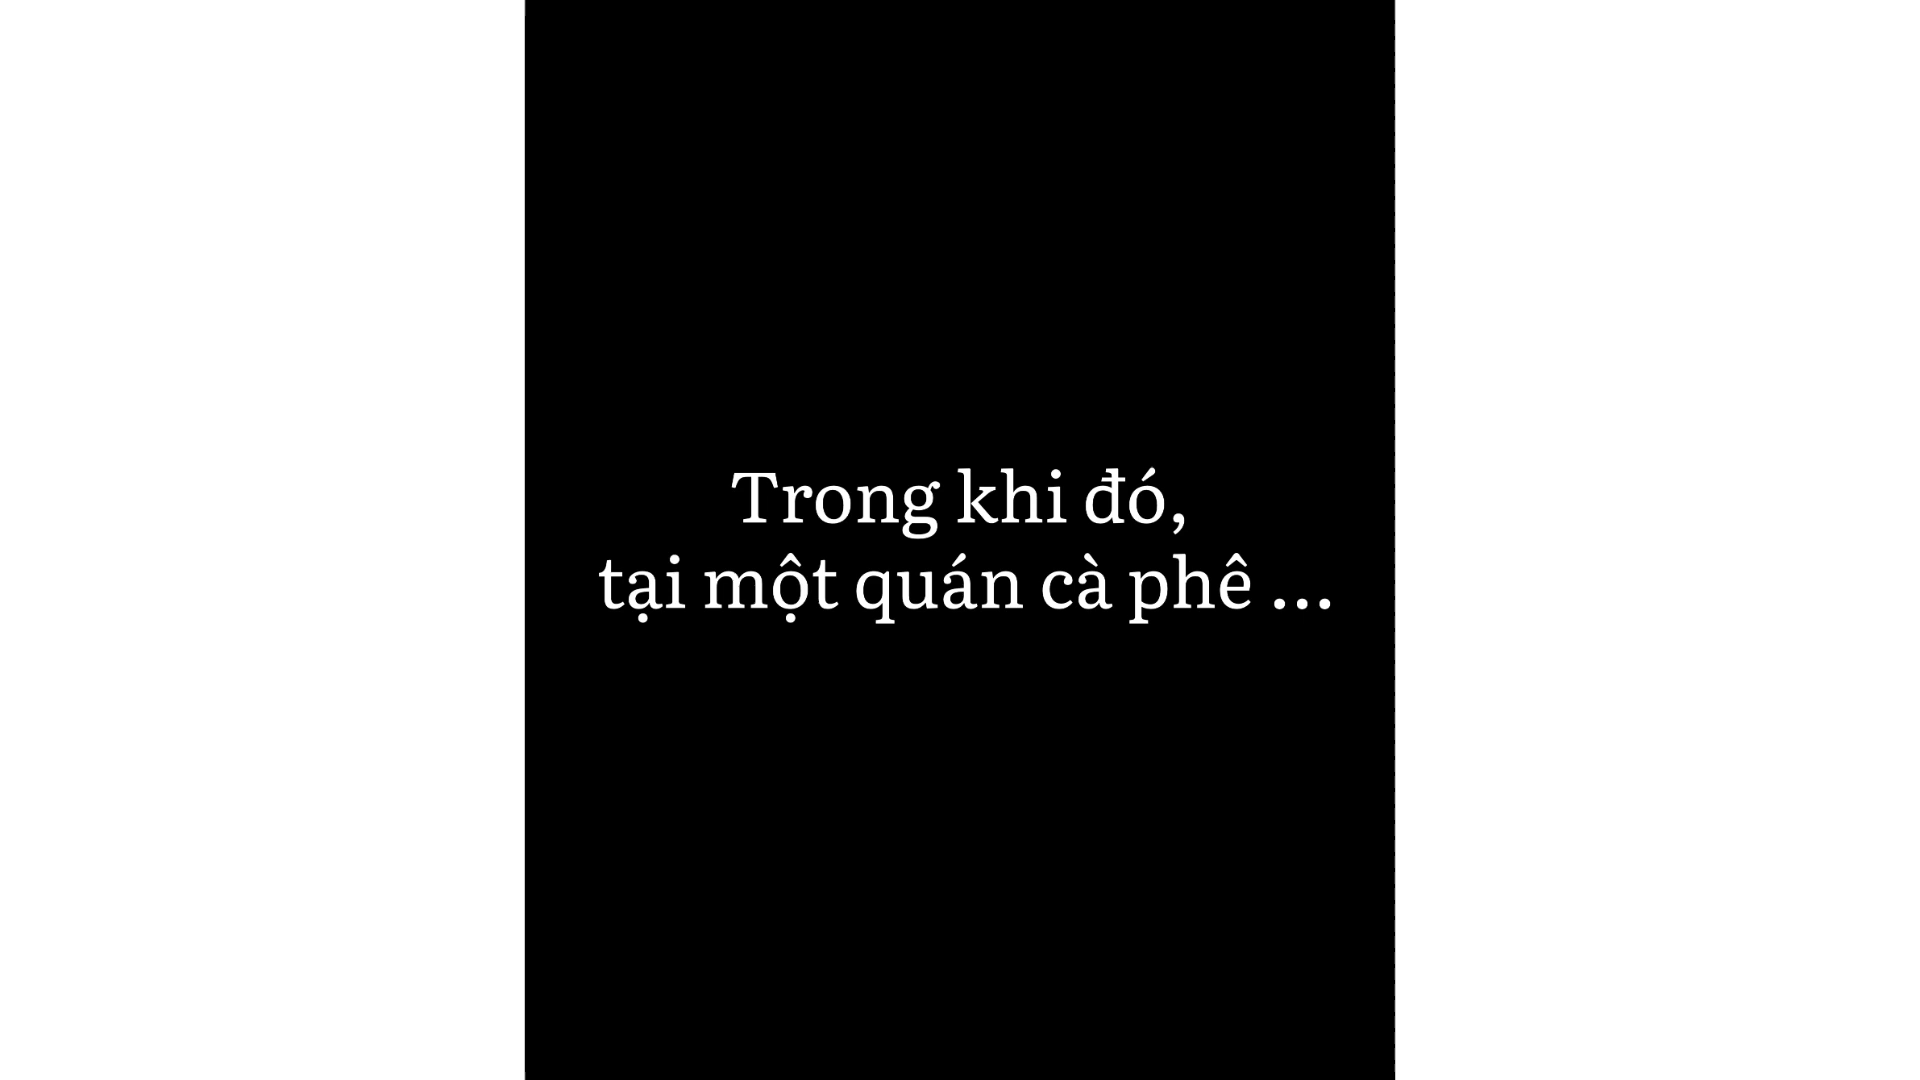 Trong khi đó,
tại một quán cà phê ...